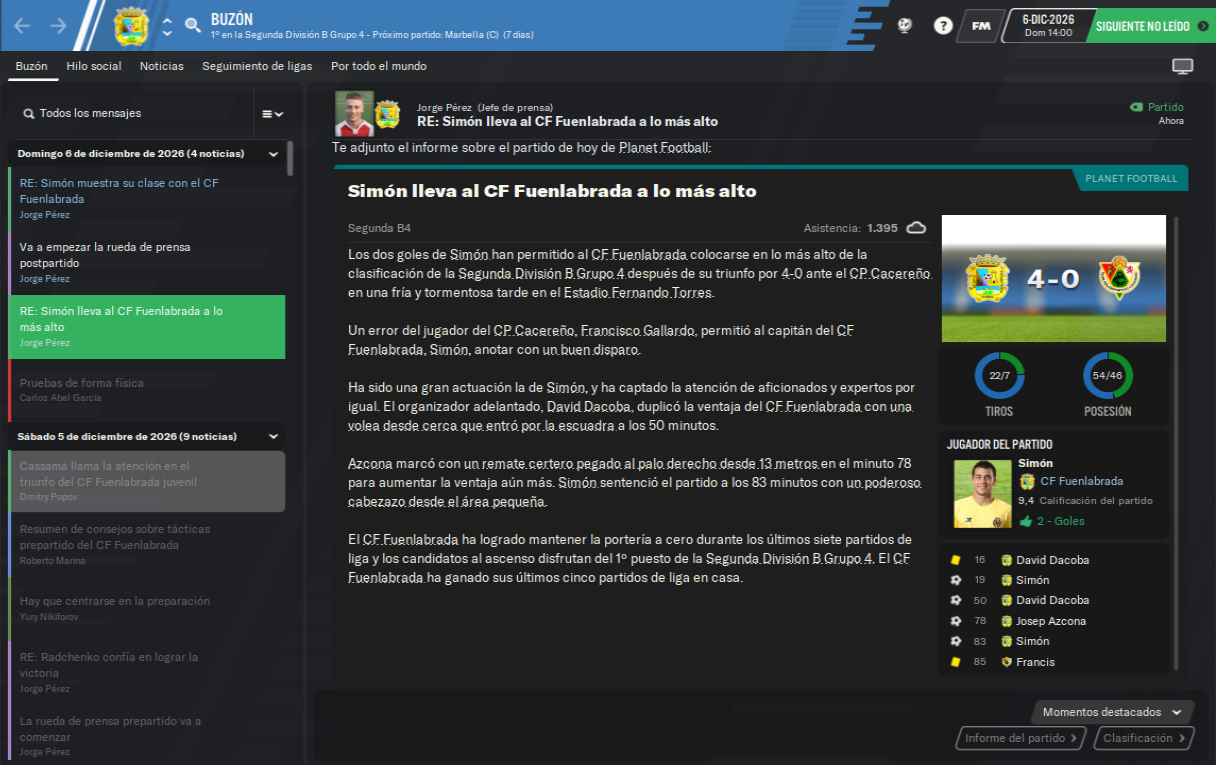 BUZÓN
1º en la Segunda División B Grupo 4 - Próximo partido: Marbella (C) (7 días)
?
FM
6-DIC-2026
Dom 14:00
SIGUIENTE NO LEÍDO
Buzón
Hilo social
Noticias
Seguimiento de ligas
Por todo el mundo
Todos los mensajes
Domingo 6 de diciembre de 2026 (4 noticias)
RE: Simón muestra su clase con el CF
Fuenlabrada
Jorge Pérez
Va a empezar la rueda de prensa
postpartido
Jorge Pérez
RE: Simón lleva al CF Fuenlabrada a lo
más alto
Jorge Pérez
Pruebas de forma física
Carlos Abel García
Sábado 5 de diciembre de 2026 (9 noticias)
Cassamá llama la atención en el
triunfo del CF Fuenlabrada juvenil
Dmitry Popov
Resumen de consejos sobre tácticas
prepartido del CF Fuenlabrada
Roberto Marina
Hay que centrarse en la preparación
Yury Nikiforov
RE: Radchenko confía en lograr la
victoria
Jorge Pérez
La rueda de prensa prepartido va a
comenzar
Jorge Pérez
Jorge Pérez (Jefe de prensa)
RE: Simón lleva al CF Fuenlabrada a lo más alto
Partido
Ahora
Te adjunto el informe sobre el partido de hoy de Planet Football:
PLANET FOOTBALL
Simón lleva al CF Fuenlabrada a lo más alto
Segunda B4
Asistencia: 1.395
Los dos goles de Simón han permitido al CF Fuenlabrada colocarse en lo más alto de la
clasificación de la Segunda División B Grupo 4 después de su triunfo por 4-0 ante el CP Cacereño
en una fría y tormentosa tarde en el Estadio Fernando Torres.
Un error del jugador del CP Cacereño, Francisco Gallardo, permitió al capitán del CF
Fuenlabrada, Simón, anotar con un buen disparo.
Ha sido una gran actuación la de Simón, y ha captado la atención de aficionados y expertos por
igual. El organizador adelantado, David Dacoba, duplicó la ventaja del CF Fuenlabrada con una
volea desde cerca que entró por la escuadra a los 50 minutos.
Azcona marcó con un remate certero pegado al palo derecho desde 13 metros en el minuto 78
para aumentar la ventaja aún más. Simón sentenció el partido a los 83 minutos con un poderoso
cabezazo desde el área pequeña.
El CF Fuenlabrada ha logrado mantener la portería a cero durante los últimos siete partidos de
liga y los candidatos al ascenso disfrutan del 1º puesto de la Segunda División B Grupo 4. El CF
Fuenlabrada ha ganado sus últimos cinco partidos de liga en casa.
4-0
22/7
TIROS
54/46
POSESIÓN
JUGADOR DEL PARTIDO
Simón
CF Fuenlabrada
9,4 Calificación del partido
2 - Goles
16 David Dacoba
19 Simón
50 David Dacoba
78 Josep Azcona
83 Simón
85 Francis
Momentos destacados
Informe del partido
Clasificación